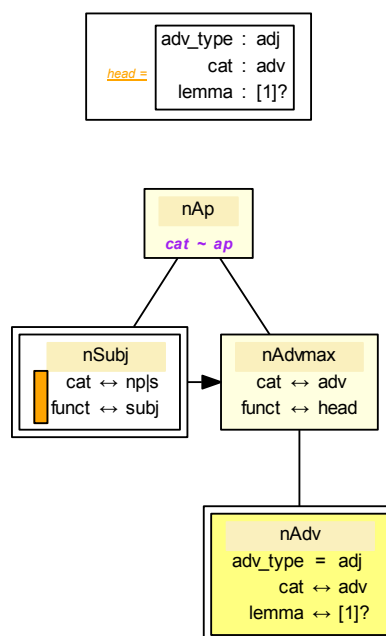 adv_type : adj
head =
cat : adv
lemma : [1]?
nAp
cat ~ ap
nSubj
cat ↔ np|s
funct ↔ subj
nAdvmax
cat ↔ adv
funct ↔ head
nAdv
adv_type = adj
cat ↔ adv
lemma ↔ [1]?